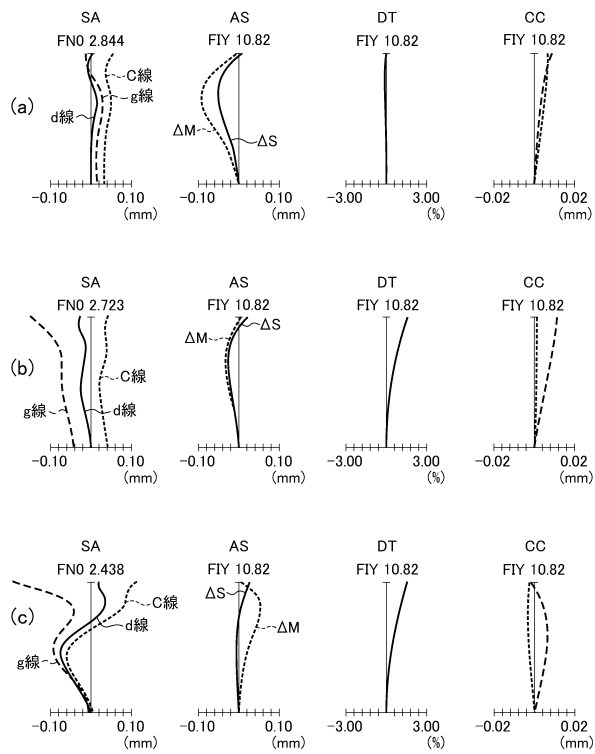 SA AS DT CC
FNO 2.844 FIY 10.82 FIY 10.82 FIY 10.82
(a)
C線
g線
d線
ΔM
ΔS
-0.10 0.10 -0.10 0.10 -3.00 3.00 -0.02 0.02
(mm) (mm) (%) (mm)
SA AS DT CC
FNO 2.723 FIY 10.82 FIY 10.82 FIY 10.82
(b)
ΔS
ΔM
C線
g線
d線
-0.10 0.10 -0.10 0.10 -3.00 3.00 -0.02 0.02
(mm) (mm) (%) (mm)
SA AS DT CC
FNO 2.438 FIY 10.82 FIY 10.82 FIY 10.82
(c)
ΔS
C線
d線
ΔM
g線
-0.10 0.10 -0.10 0.10 -3.00 3.00 -0.02 0.02
(mm) (mm) (%) (mm)